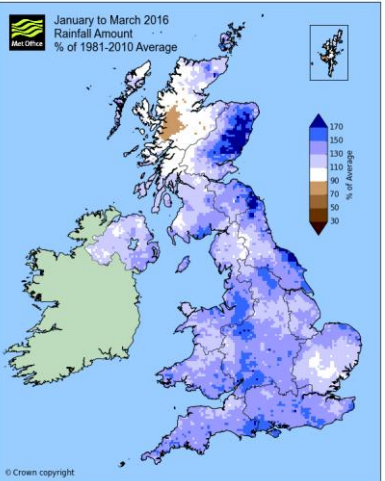 Met Office
January to March 2016
Rainfall Amount
% of 1981-2010 Average
170
150
130
110
90
70
50
30
% of Average
© Crown copyright